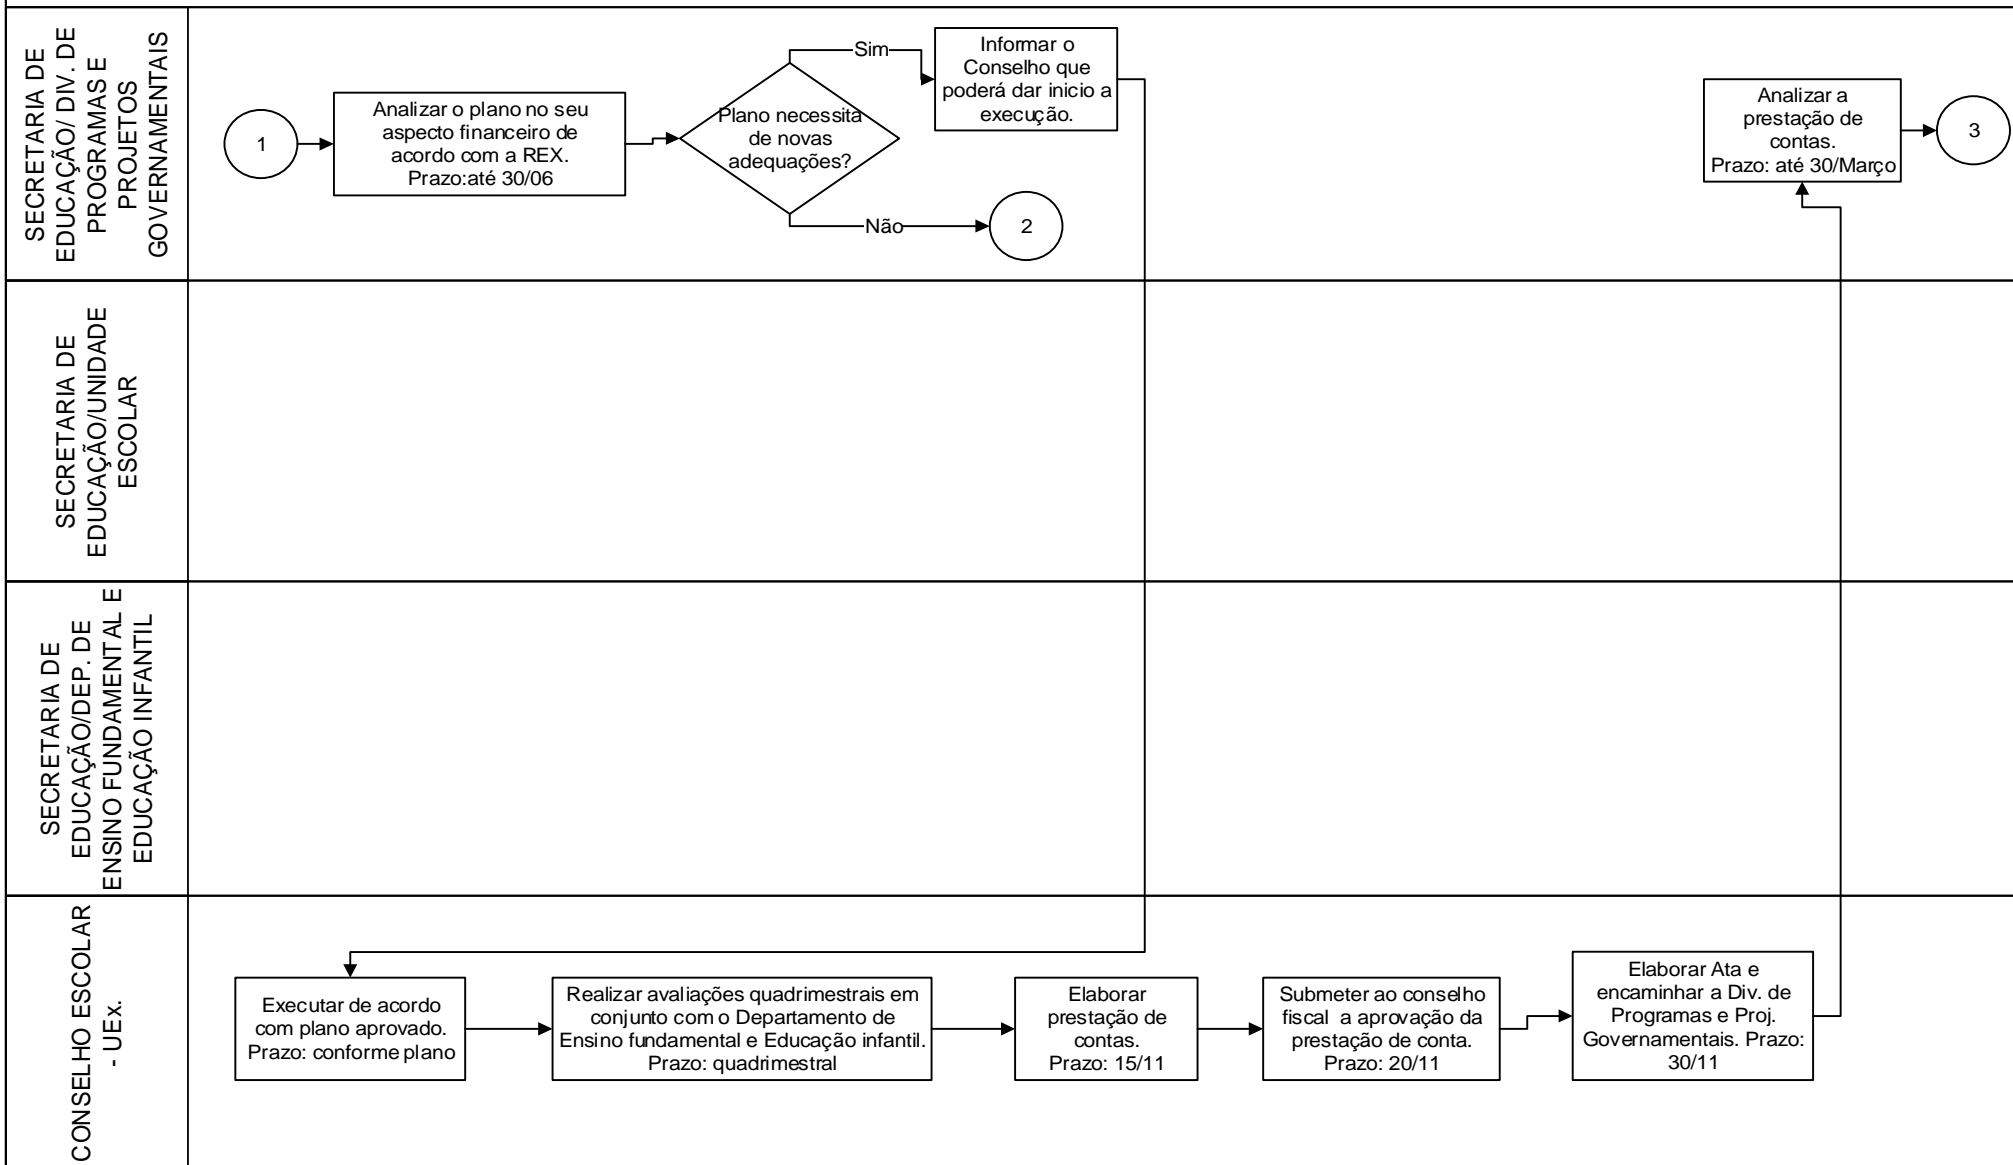 SECRETARIA DE
EDUCAÇÃO/ DIV. DE
PROGRAMAS E
PROJETOS
GOVERNAMENTAIS
1
Analizar o plano no seu
aspecto financeiro de
acordo com a REX.
Prazo:até 30/06
Plano necessita
de novas
adequações?
Sim
Não
Informar o
Conselho que
poderá dar inicio a
execução.
2
Analizar a
prestação de
contas.
Prazo: até 30/Março
3
SECRETARIA DE
EDUCAÇÃO/UNIDADE
ESCOLAR
SECRETARIA DE
EDUCAÇÃO/DEP. DE
ENSINO FUNDAMENTAL E
EDUCAÇÃO INFANTIL
CONSELHO ESCOLAR
- UEx.
Executar de acordo
com plano aprovado.
Prazo: conforme plano
Realizar avaliações quadrimestrais em
conjunto com o Departamento de
Ensino fundamental e Educação infantil.
Prazo: quadrimestral
Elaborar
prestação de
contas.
Prazo: 15/11
Submeter ao conselho
fiscal a aprovação da
prestação de conta.
Prazo: 20/11
Elaborar Ata e
encaminhar a Div. de
Programas e Proj.
Governamentais. Prazo:
30/11